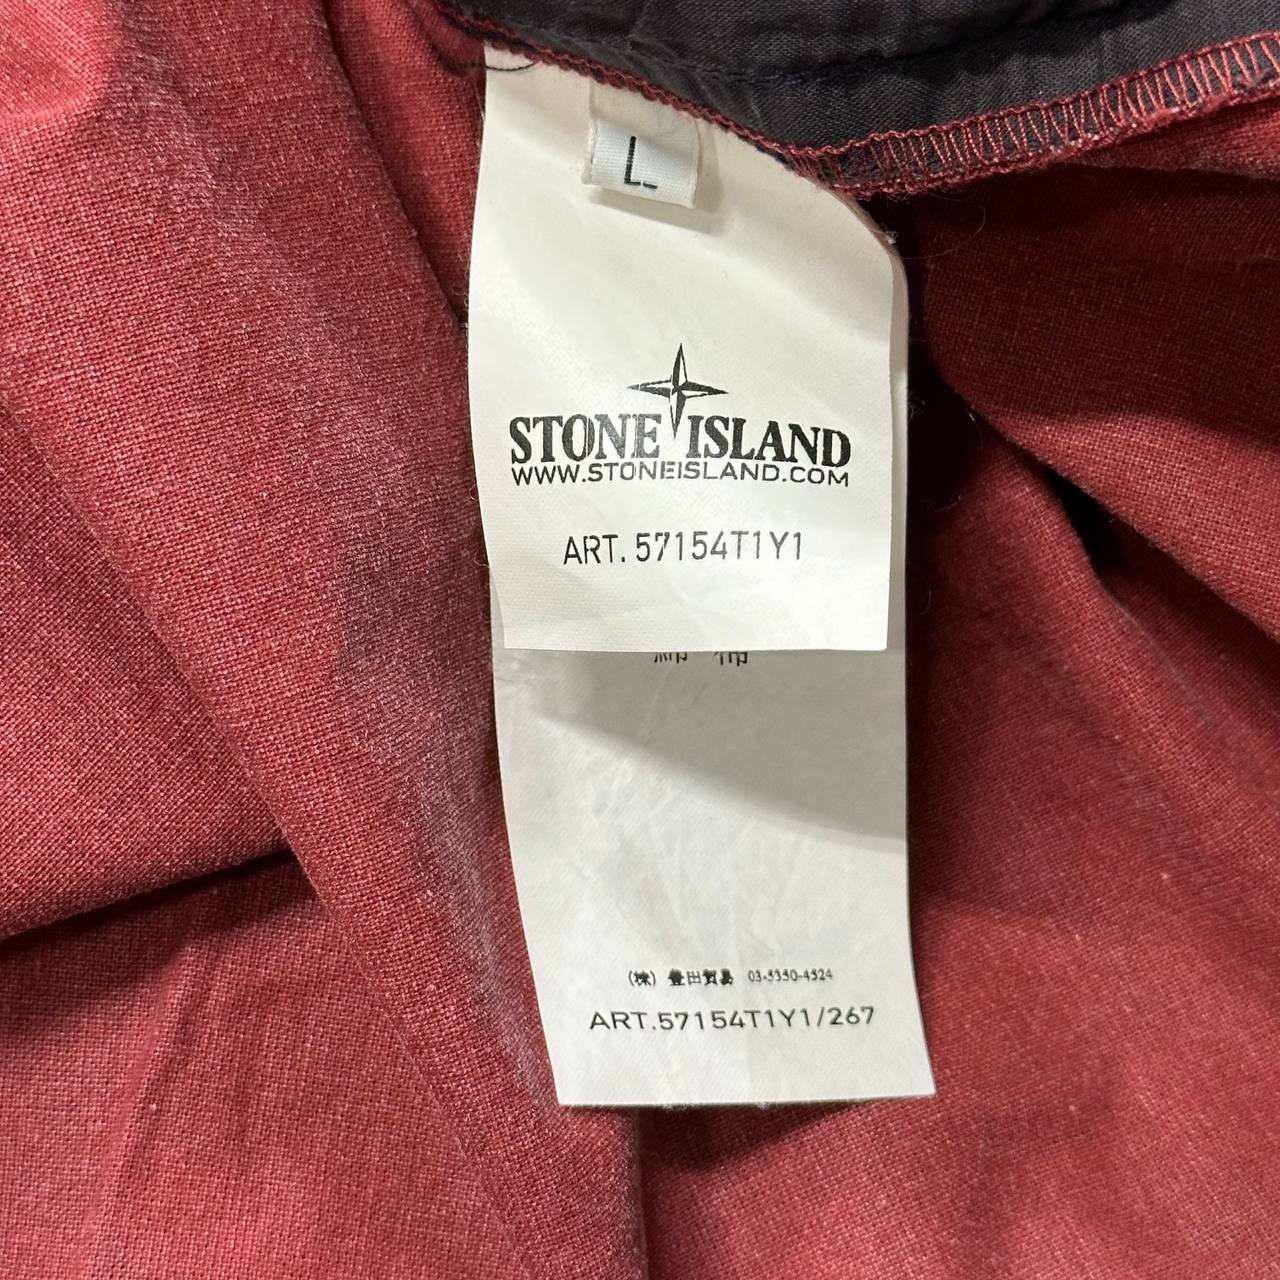 L
STONE ISLAND
WWW.STONEISLAND.COM
ART. 57154T1Y1
(株) 豊田貿易 03-5350-4524
ART.57154T1Y1/267